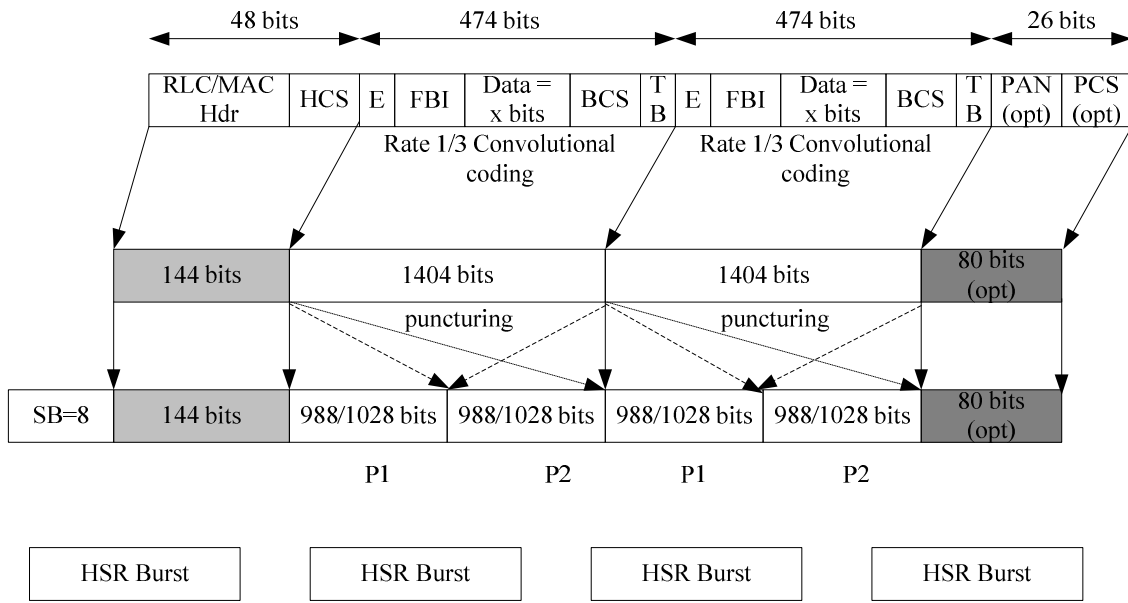 48 bits 474 bits 474 bits 26 bits
RLC/MAC Hdr HCS E FBI Data = x bits BCS T B E FBI Data = x bits BCS T B PAN (opt) PCS (opt)
Rate 1/3 Convolutional coding Rate 1/3 Convolutional coding
144 bits 1404 bits 1404 bits 80 bits (opt)
puncturing puncturing
SB=8 144 bits 988/1028 bits 988/1028 bits 988/1028 bits 988/1028 bits 80 bits (opt)
P1 P2 P1 P2
HSR Burst HSR Burst HSR Burst HSR Burst